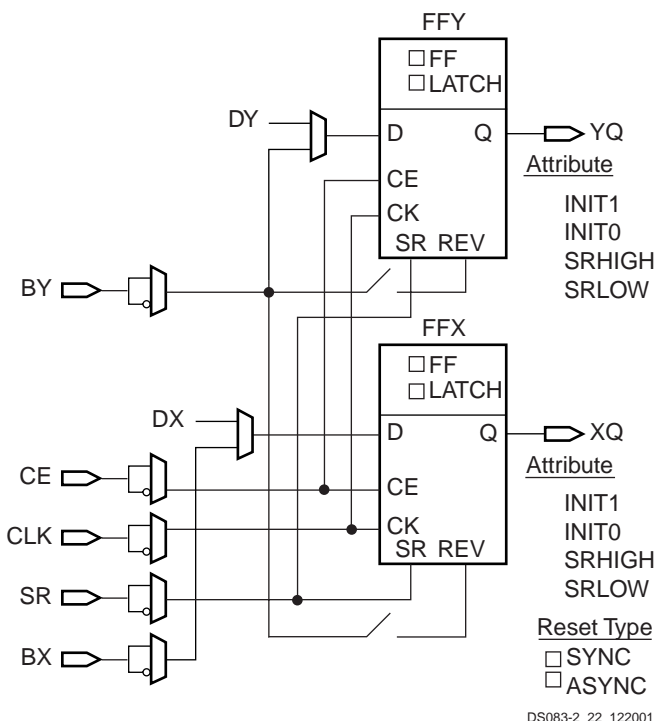 FFY
FF
LATCH
DY
D
Q
YQ
Attribute
CE
CK
INIT1
INIT0
SR REV
SRHIGH
BY
SRLOW
FFX
FF
LATCH
DX
D
Q
XQ
CE
Attribute
CE
INIT1
CLK
CK
INIT0
SR REV
SRHIGH
SR
SRLOW
Reset Type
BX
SYNC
ASYNC
DS083-2_22_122001